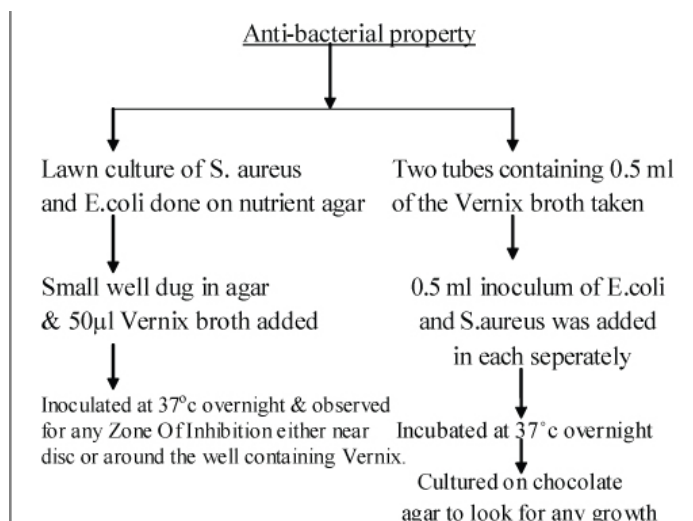 Anti-bacterial property
Lawn culture of S. aureus
and E.coli done on nutrient agar
Small well dug in agar
& 50µl Vernix broth added
Inoculated at 37°c overnight & observed
for any Zone Of Inhibition either near
disc or around the well containing Vernix.
Two tubes containing 0.5 ml
of the Vernix broth taken
0.5 ml inoculum of E.coli
and S.aureus was added
in each seperately
Incubated at 37°c overnight
Cultured on chocolate
agar to look for any growth